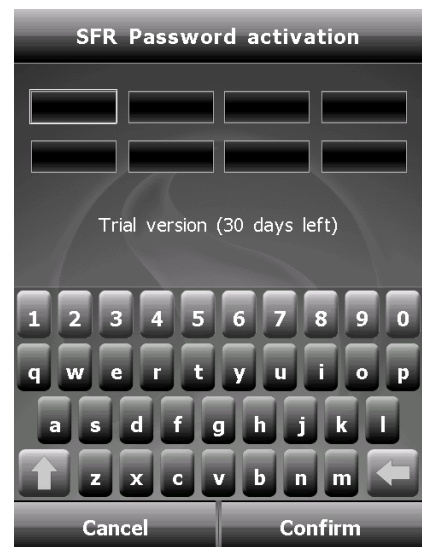 SFR Password activation
Trial version (30 days left)
1 2 3 4 5 6 7 8 9 0
q w e r t y u i o p
a s d f g h j k l
z x c v b n m
Cancel Confirm